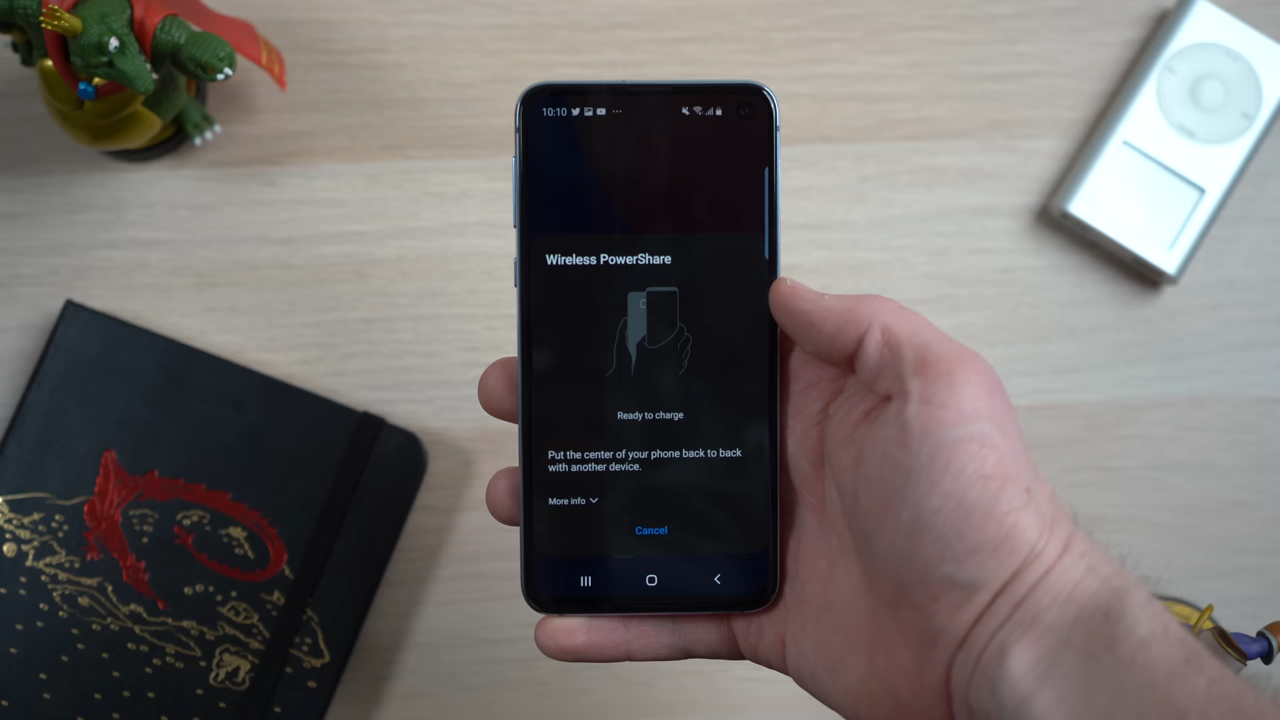 10:10
Wireless PowerShare
Ready to charge
Put the center of your phone back to back
with another device.
More info
Cancel